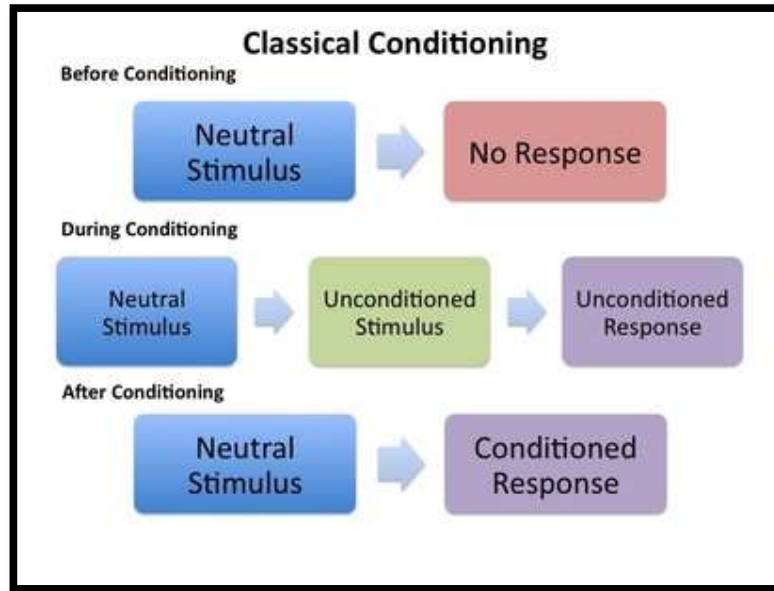 Classical Conditioning
Before Conditioning
Neutral
Stimulus
No Response
During Conditioning
Neutral
Stimulus
Unconditioned
Stimulus
Unconditioned
Response
After Conditioning
Neutral
Stimulus
Conditioned
Response